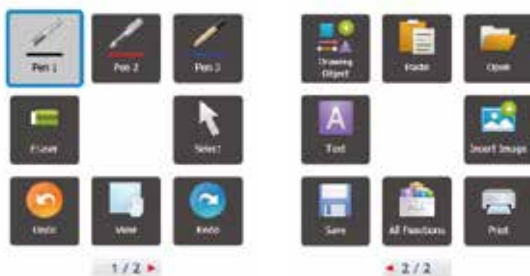 Pen 1 Pen 2 Pen 3
Eraser Select
Undo View Redo
1 / 2
Drawing
Object Paste Open
A
Text Insert Image
ALL
Save All Functions Print
2 / 2